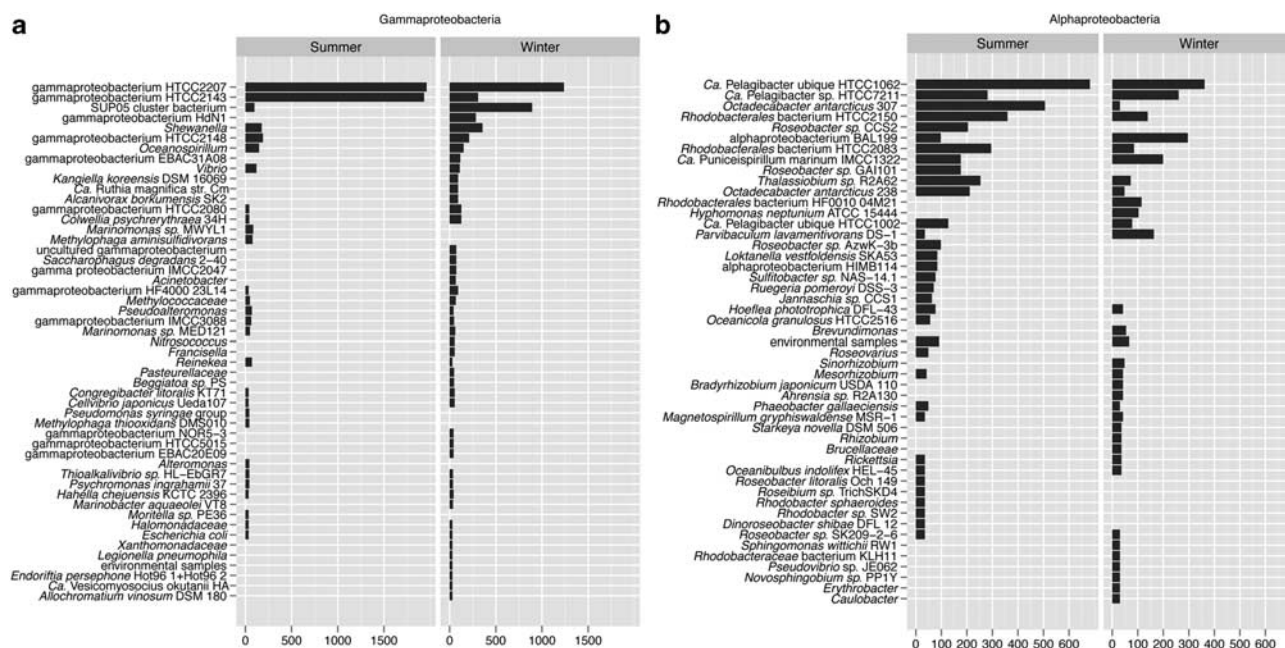 a
Gammaproteobacteria
Summer
Winter
gammaproteobacterium HTCC2207
gammaproteobacterium HTCC2143
SUP05 cluster bacterium
gammaproteobacterium HdN1
Shewanella
gammaproteobacterium HTCC2148
Oceanospirillum
gammaproteobacterium EBAC31A08
Vibrio
Kangiella koreensis DSM 16069
Ca. Ruthia magnifica str. Cm
Alcanivorax borkumensis SK2
gammaproteobacterium HTCC2080
Colwellia psychrerythraea 34H
Marinomonas sp. MWYL1
Methylophaga aminisulfidivorans
uncultured gammaproteobacterium
Saccharophagus degradans 2-40
gamma proteobacterium IMCC2047
Acinetobacter
gammaproteobacterium HF4000 23L14
Methylococcaceae
Pseudoalteromonas
gammaproteobacterium IMCC3088
Marinomonas sp. MED121
Nitrosococcus
Francisella
Reinekea
Pasteurellaceae
Beggiatoa sp. PS
Congregibacter litoralis KT71
Cellvibrio japonicus Ueda107
Pseudomonas syringae group
Methylophaga thiooxidans DMS010
gammaproteobacterium NOR5-3
gammaproteobacterium HTCC5015
gammaproteobacterium EBAC20E09
Alteromonas
Thioalkalivibrio sp. HL-EbGR7
Psychromonas ingrahamii 37
Hahella chejuensis KCTC 2396
Marinobacter aquaeolei VT8
Moritella sp. PE36
Halomonadaceae
Escherichia coli
Xanthomonadaceae
Legionella pneumophila
environmental samples
Endoriftia persephone Hot96 1+Hot96 2
Ca. Vesicomyosocius okutanii HA
Allochromatium vinosum DSM 180
0 500 1000 1500
0 500 1000 1500
b
Alphaproteobacteria
Summer
Winter
Ca. Pelagibacter ubique HTCC1062
Ca. Pelagibacter sp. HTCC7211
Octadecabacter antarcticus 307
Rhodobacterales bacterium HTCC2150
Roseobacter sp. CCS2
alphaproteobacterium BAL199
Rhodobacterales bacterium HTCC2083
Ca. Puniceispirillum marinum IMCC1322
Roseobacter sp. GAI101
Thalassiobium sp. R2A62
Octadecabacter antarcticus 238
Rhodobacterales bacterium HF0010 04M21
Hyphomonas neptunium ATCC 15444
Ca. Pelagibacter ubique HTCC1002
Parvibaculum lavamentivorans DS-1
Roseobacter sp. AzwK-3b
Loktanella vestfoldensis SKA53
alphaproteobacterium HIMB114
Sulfitobacter sp. NAS-14.1
Ruegeria pomeroyi DSS-3
Jannaschia sp. CCS1
Hoeflea phototrophica DFL-43
Oceanicola granulosus HTCC2516
Brevundimonas
environmental samples
Roseovarius
Sinorhizobium
Mesorhizobium
Bradyrhizobium japonicum USDA 110
Ahrensia sp. R2A130
Phaeobacter gallaeciensis
Magnetospirillum gryphiswaldense MSR-1
Starkeya novella DSM 506
Rhizobium
Brucellaceae
Rickettsia
Oceanibulbus indolifex HEL-45
Roseobacter litoralis Och 149
Roseibium sp. TrichSKD4
Rhodobacter sphaeroides
Rhodobacter sp. SW2
Dinoroseobacter shibae DFL 12
Roseobacter sp. SK209-2-6
Sphingomonas wittichii RW1
Rhodobacteraceae bacterium KLH11
Pseudovibrio sp. JE062
Novosphingobium sp. PP1Y
Erythrobacter
Caulobacter
0 100 200 300 400 500 600
0 100 200 300 400 500 600